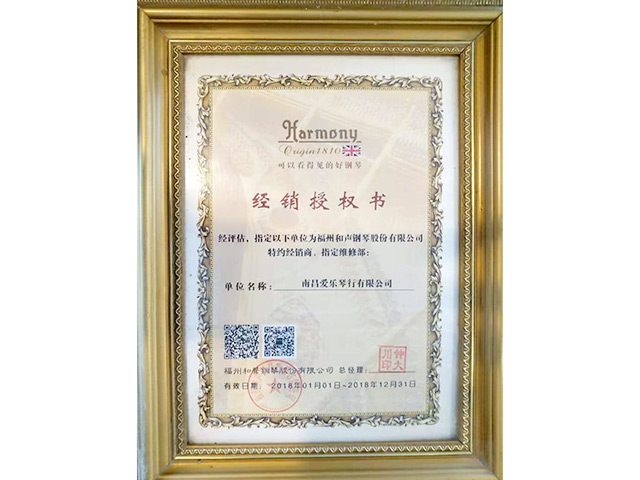 Harmony
Origin1810
可以看得见的好钢琴
经销授权书
经评估，指定以下单位为福州和声钢琴股份有限公司
特约经销商、指定维修部：
单位名称： 南昌爱乐琴行有限公司
福州和声钢琴股份有限公司 总经理：
有效日期： 2018年01月01日~2018年12月31日